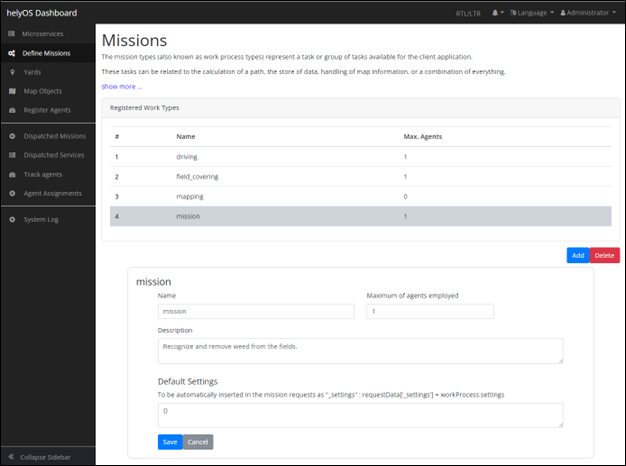 helyOS Dashboard
RTL/LTR Language Administrator
Microservices
Define Missions
Yards
Map Objects
Register Agents
Dispatched Missions
Dispatched Services
Track agents
Agent Assignments
System Log
Collapse Sidebar
Missions
The mission types (also known as work process types) represent a task or group of tasks available for the client application.
These tasks can be related to the calculation of a path, the store of data, handling of map information, or a combination of everything.
show more ...
Registered Work Types
# Name Max. Agents
1 driving 1
2 field_covering 1
3 mapping 0
4 mission 1
Add Delete
mission
Name Maximum of agents employed
mission 1
Description
Recognize and remove weed from the fields.
Default Settings
To be automatically inserted in the mission requests as "_settings" : requestData['_settings'] + workProcess.settings
{}
Save Cancel